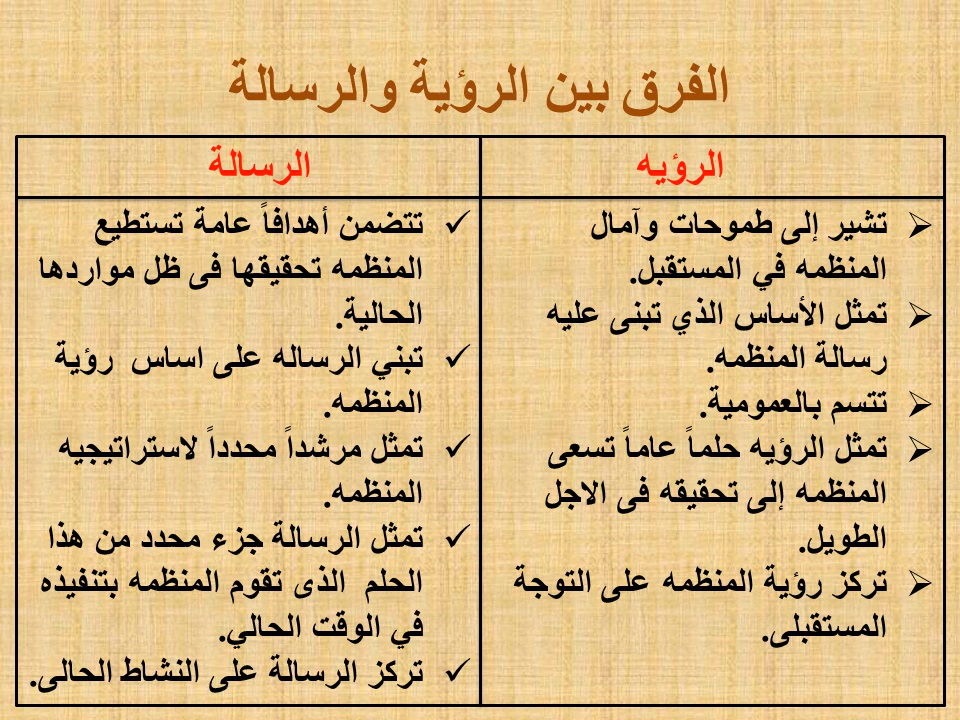 الفرق بين الرؤية والرسالة
الرؤيه
تشير إلى طموحات وآمال
المنظمه في المستقبل.
تمثل الأساس الذي تبنى عليه
رسالة المنظمه.
تتسم بالعمومية.
تمثل الرؤيه حلماً عاماً تسعى
المنظمه إلى تحقيقه فى الاجل
الطويل.
تركز رؤية المنظمه على التوجة
المستقبلى.
الرسالة
تتضمن أهدافاً عامة تستطيع
المنظمه تحقيقها فى ظل مواردها
الحالية.
تبني الرساله على اساس رؤية
المنظمه.
تمثل مرشداً محدداً لاستراتيجيه
المنظمه.
تمثل الرسالة جزء محدد من هذا
الحلم الذى تقوم المنظمه بتنفيذه
في الوقت الحالي.
تركز الرسالة على النشاط الحالى.